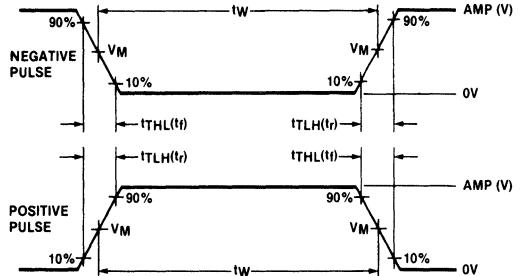 tW
AMP (V)
90%
90%
NEGATIVE
PULSE
VM
VM
10%
10%
0V
tTHL(tf)
tTLH(tr)
tTLH(tr)
tTHL(tf)
AMP (V)
90%
90%
POSITIVE
PULSE
VM
VM
10%
10%
0V
tW